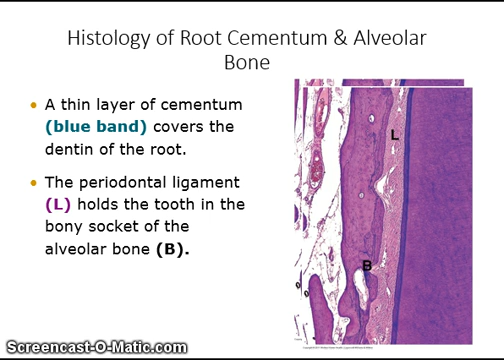 Histology of Root Cementum & Alveolar
Bone
A thin layer of cementum
(blue band) covers the
dentin of the root.
The periodontal ligament
(L) holds the tooth in the
bony socket of the
alveolar bone (B).
L
B
Screencast-O-Matic.com